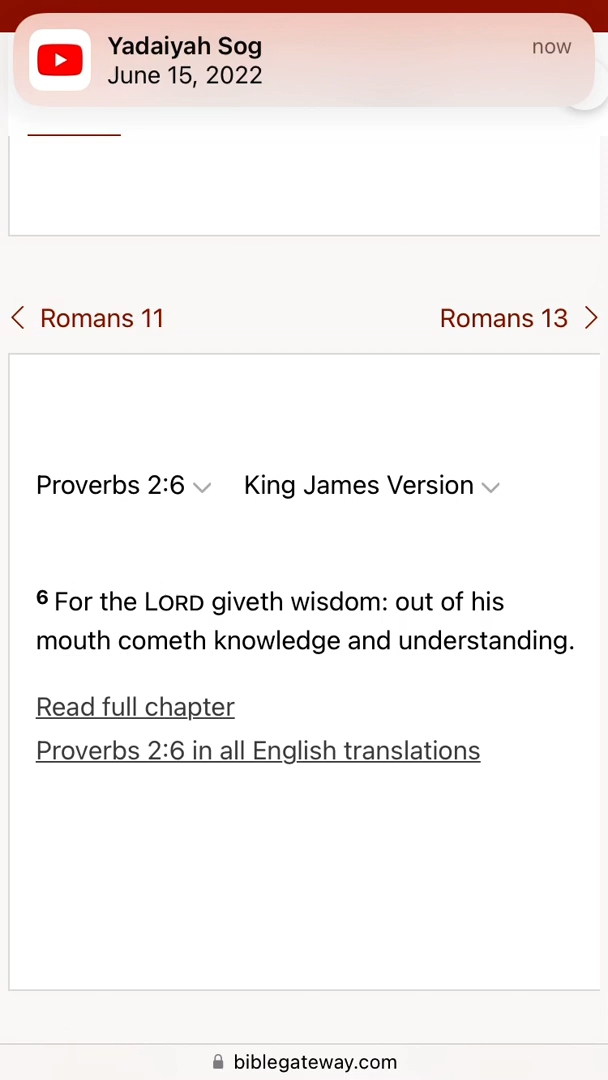 Yadaiyah Sog
now
June 15, 2022
Romans 11
Romans 13
Proverbs 2:6
King James Version
6 For the LORD giveth wisdom: out of his
mouth cometh knowledge and understanding.
Read full chapter
Proverbs 2:6 in all English translations
biblegateway.com